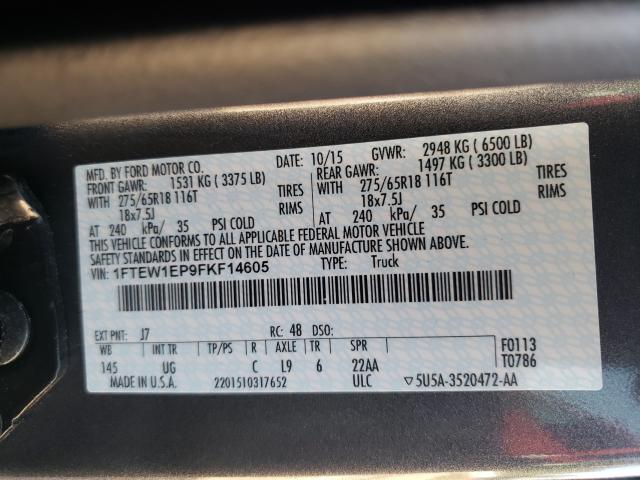 MFD. BY FORD MOTOR CO.
DATE: 10/15 GVWR: 2948 KG ( 6500 LB)
FRONT GAWR: 1531 KG ( 3375 LB) REAR GAWR: 1497 KG ( 3300 LB)
WITH 275/65R18 116T TIRES WITH 275/65R18 116T TIRES
18x7.5J RIMS 18x7.5J RIMS
AT 240 kPa/ 35 PSI COLD AT 240 kPa/ 35 PSI COLD
THIS VEHICLE CONFORMS TO ALL APPLICABLE FEDERAL MOTOR VEHICLE
SAFETY STANDARDS IN EFFECT ON THE DATE OF MANUFACTURE SHOWN ABOVE.
VIN: 1FTEW1EP9FKF14605 TYPE: Truck
EXT PNT: J7 RC: 48 DSO:
WB INT TR TP/PS R AXLE TR SPR F0113
145 UG C L9 6 22AA T0786
MADE IN U.S.A. 2201510317652 ULC ▽5U5A-3520472-AA